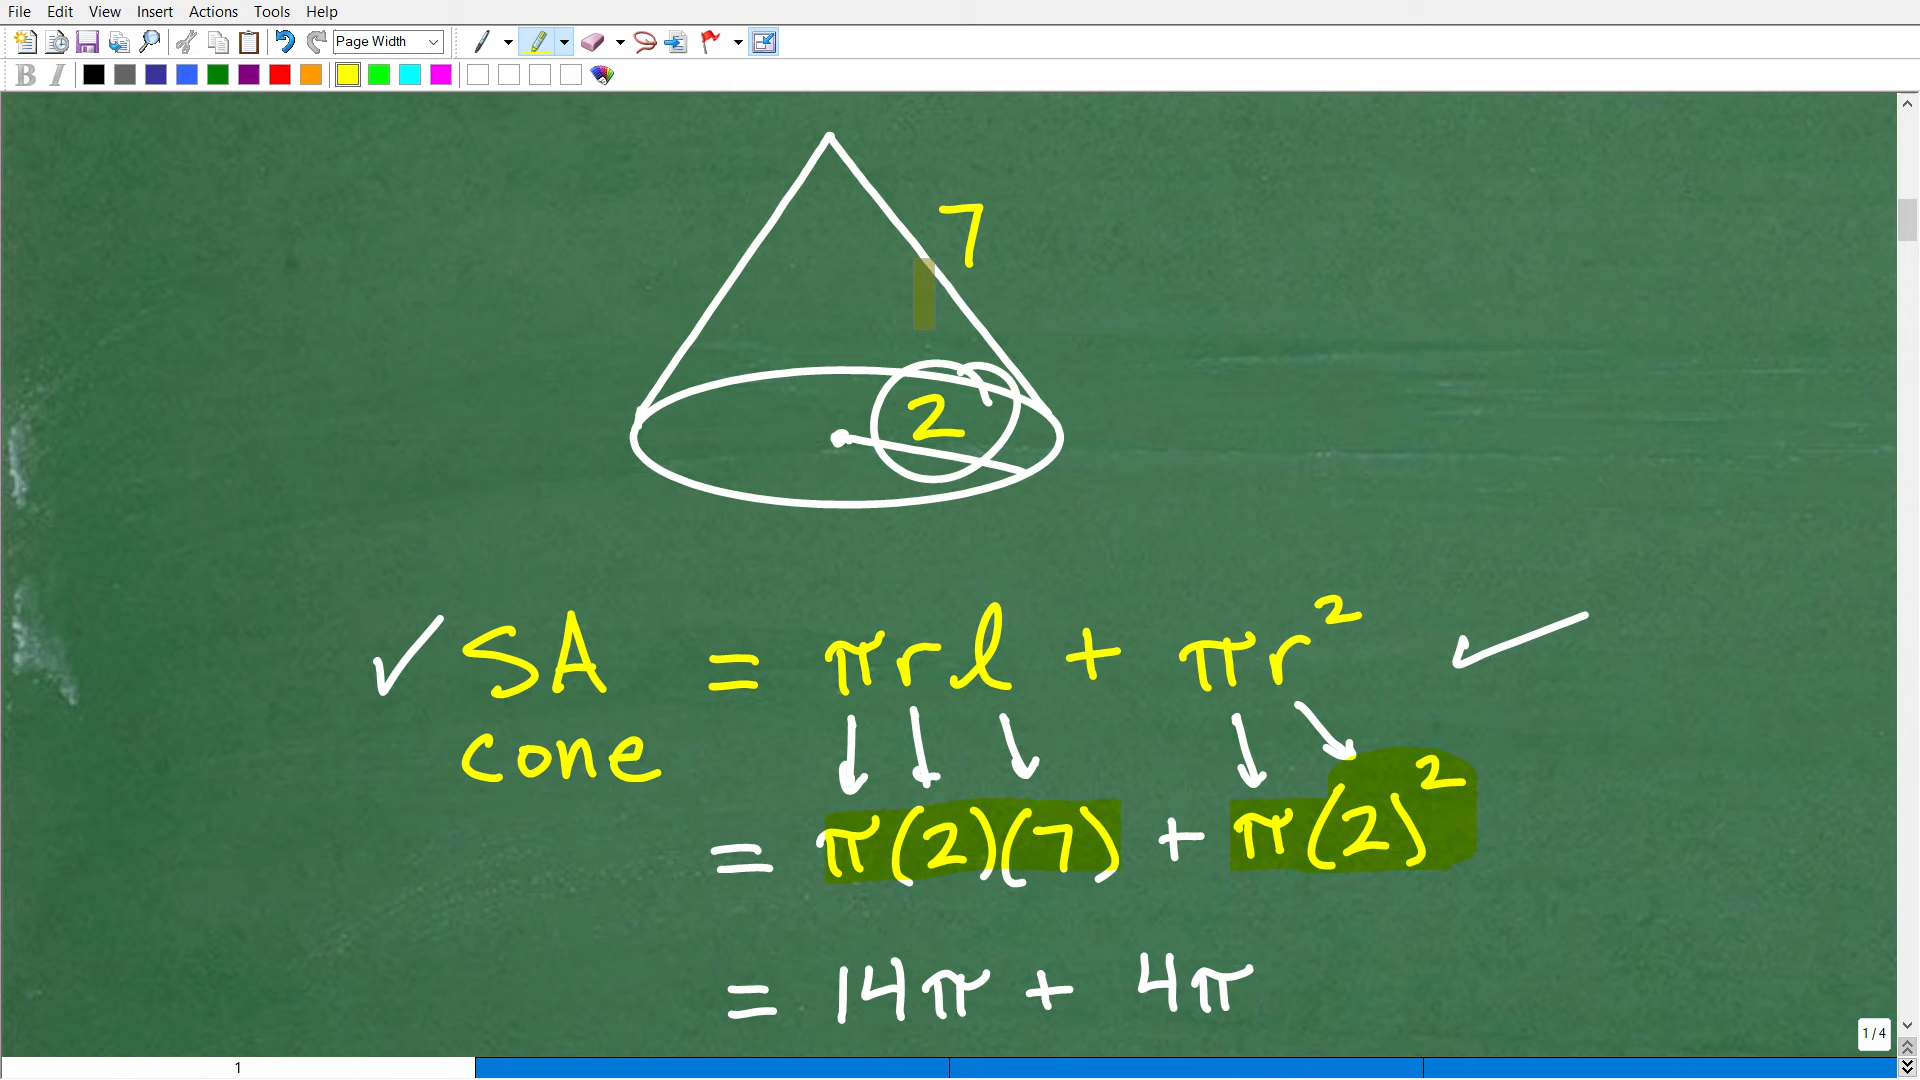 File Edit View Insert Actions Tools Help
Page Width
B I
7
2
SA = πrl + πr²
cone
= π(2)(7) + π(2)²
= 14π + 4π
1 / 4
1